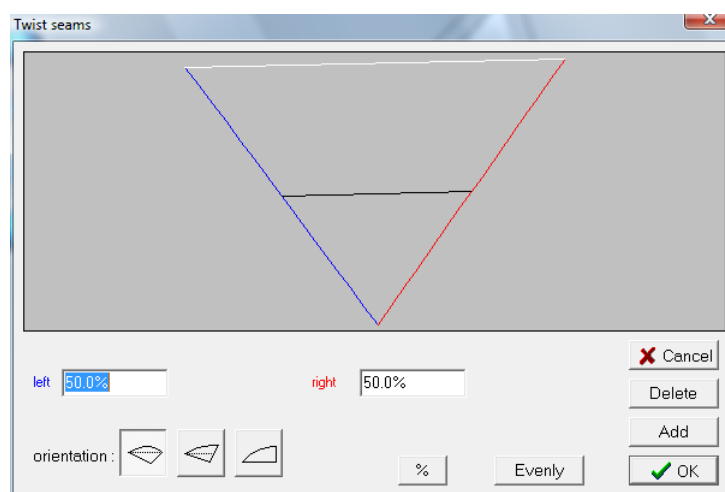 Twist seams
Cancel
left 50.0% right 50.0%
Delete
Add
orientation :
% Evenly OK